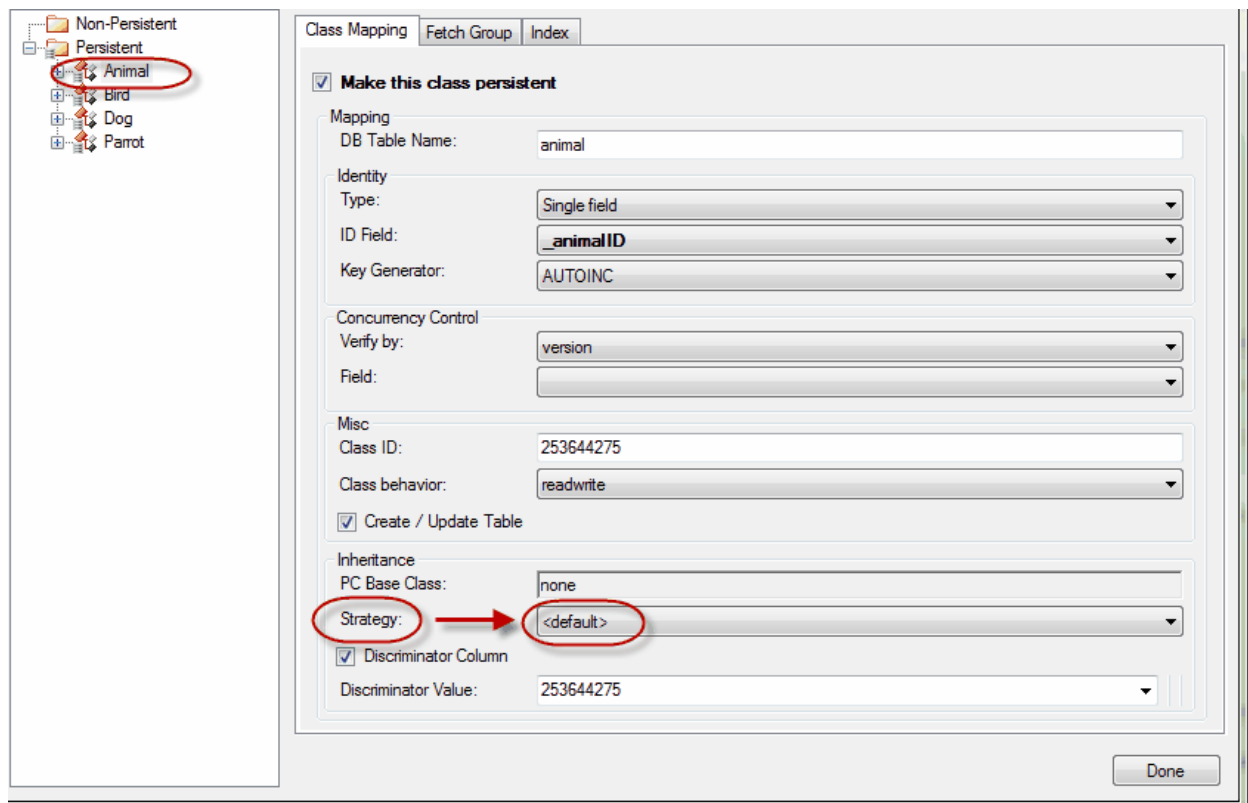 Non-Persistent
Persistent
Animal
Bird
Dog
Parrot
Class Mapping Fetch Group Index
Make this class persistent
Mapping
DB Table Name: animal
Identity
Type: Single field
ID Field: _animalID
Key Generator: AUTOINC
Concurrency Control
Verify by: version
Field:
Misc
Class ID: 253644275
Class behavior: readwrite
Create / Update Table
Inheritance
PC Base Class: none
Strategy: <default>
Discriminator Column
Discriminator Value: 253644275
Done